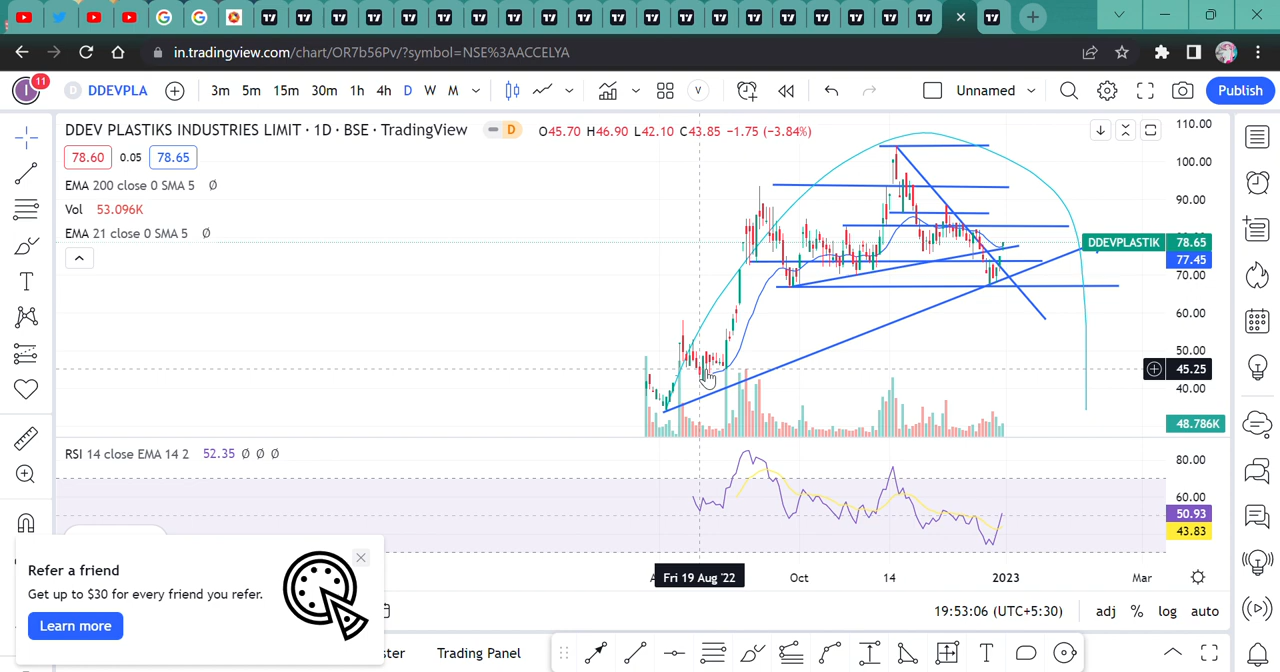 in.tradingview.com/chart/OR7b56Pv/?symbol=NSE%3AACCELYA
11
D DDEVPLA 3m 5m 15m 30m 1h 4h D W M V Unnamed Publish
DDEV PLASTIKS INDUSTRIES LIMIT · 1D · BSE · TradingView D O45.70 H46.90 L42.10 C43.85 −1.75 (−3.84%)
78.60 0.05 78.65
EMA 200 close 0 SMA 5 Ø
Vol 53.096K
EMA 21 close 0 SMA 5 Ø
110.00
100.00
90.00
DDEVPLASTIK 78.65
77.45
70.00
60.00
50.00
45.25
40.00
48.786K
RSI 14 close EMA 14 2 52.35 Ø Ø Ø
80.00
60.00
50.93
43.83
Fri 19 Aug '22 Oct 14 2023 Mar
Refer a friend
Get up to $30 for every friend you refer.
Learn more
19:53:06 (UTC+5:30) adj % log auto
ster Trading Panel